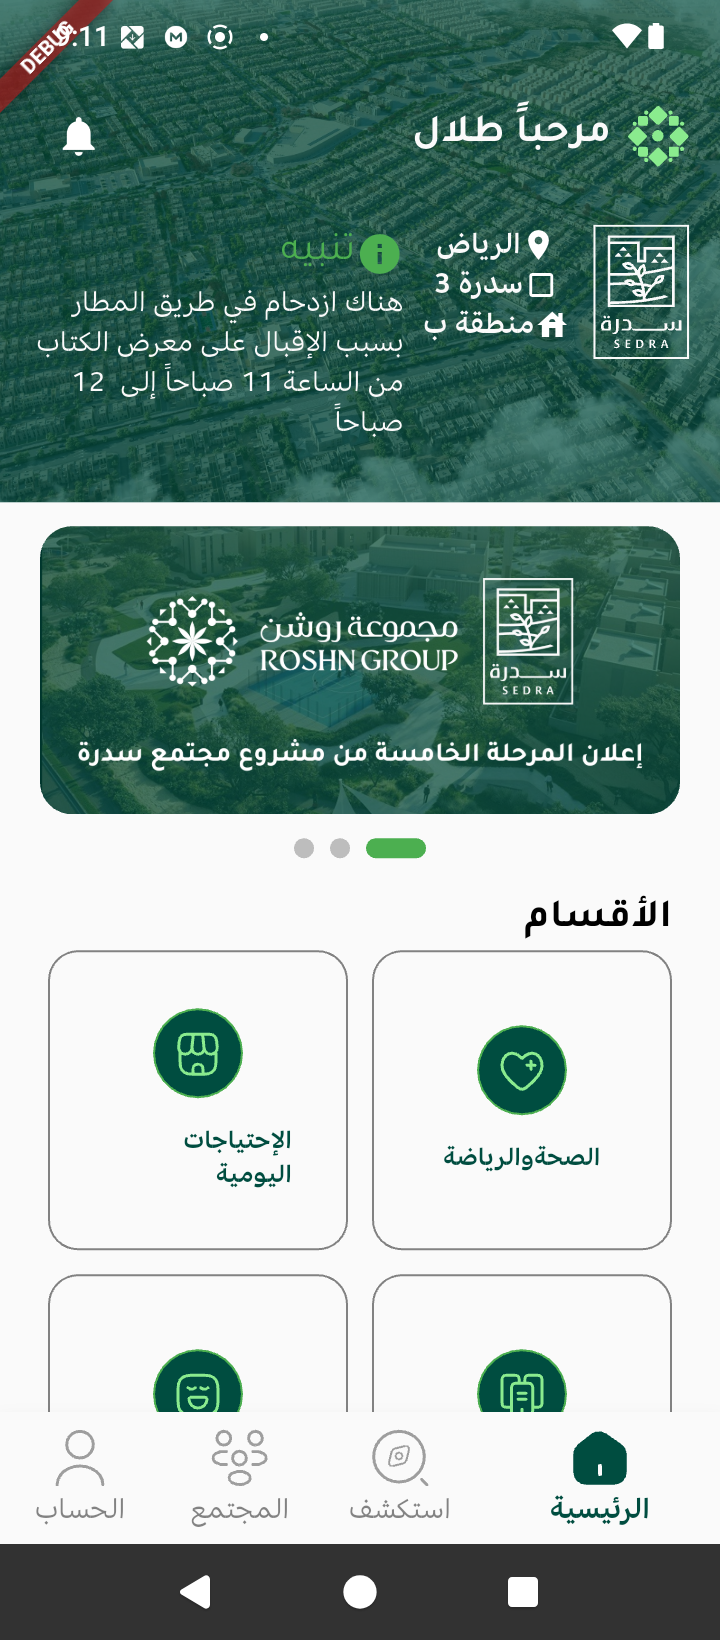 9:11
DEBUG
مرحباً طلال
الرياض
سدرة 3
منطقة ب
سدرة
SEDRA
تنبيه
هناك ازدحام في طريق المطار
بسبب الإقبال على معرض الكتاب
من الساعة 11 صباحاً إلى 12
صباحاً
سدرة
SEDRA
مجموعة روشن
ROSHN GROUP
إعلان المرحلة الخامسة من مشروع مجتمع سدرة
الأقسام
الصحةوالرياضة
الإحتياجات
اليومية
الرئيسية
استكشف
المجتمع
الحساب